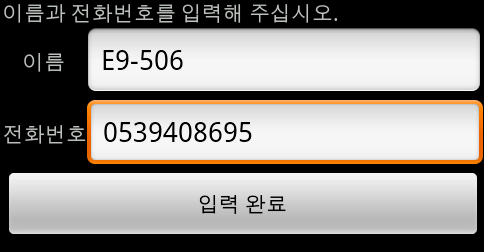 이름과 전화번호를 입력해 주십시오.
이름 E9-506
전화번호 0539408695
입력 완료